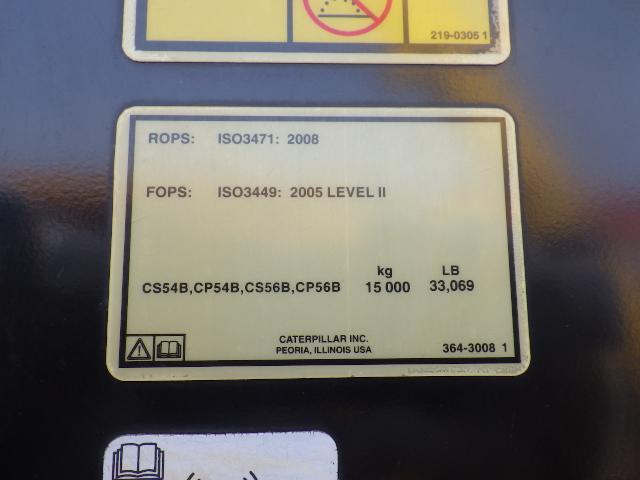 219-0305 1
ROPS: ISO3471: 2008
FOPS: ISO3449: 2005 LEVEL II
kg LB
CS54B,CP54B,CS56B,CP56B 15 000 33,069
CATERPILLAR INC.
PEORIA, ILLINOIS USA
364-3008 1